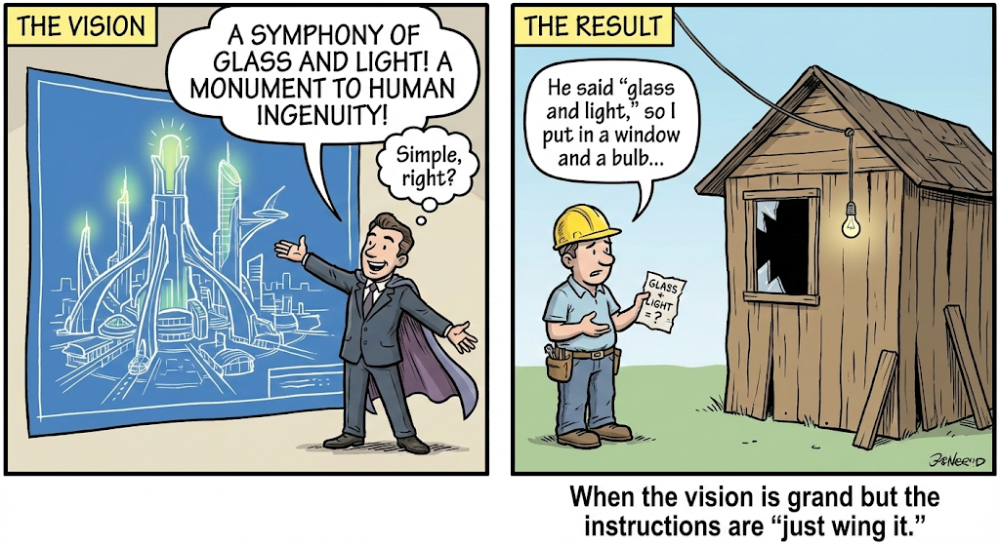 THE VISION
A SYMPHONY OF
GLASS AND LIGHT! A
MONUMENT TO HUMAN
INGENUITY!
Simple,
right?
THE RESULT
He said “glass
and light,” so I
put in a window
and a bulb...
GLASS
+
LIGHT
= ?
When the vision is grand but the
instructions are “just wing it.”